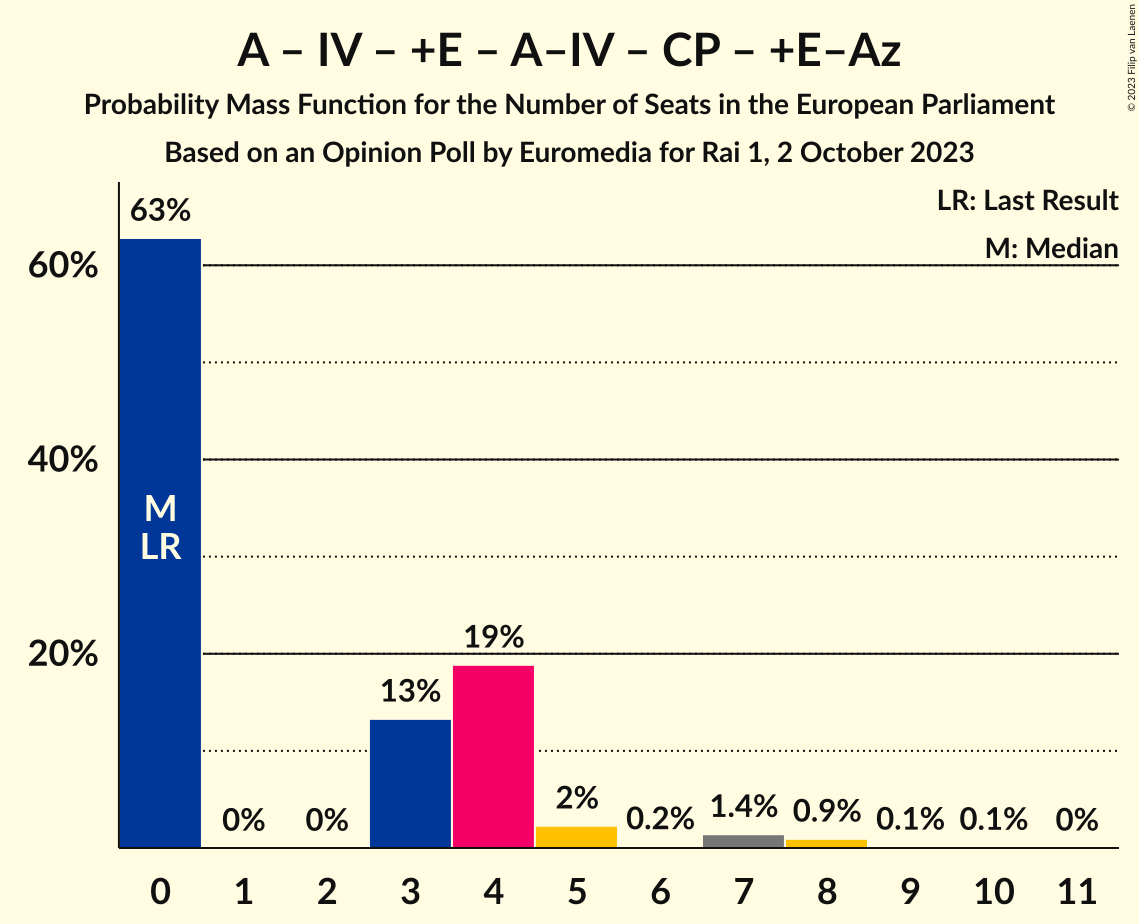 A – IV – +E – A–IV – CP – +E–Az
Probability Mass Function for the Number of Seats in the European Parliament
Based on an Opinion Poll by Euromedia for Rai 1, 2 October 2023
© 2023 Filip van Laenen
LR: Last Result
M: Median
63%
60%
40%
20%
M
LR
0%
0%
13%
19%
2%
0.2%
1.4%
0.9%
0.1%
0.1%
0%
0 1 2 3 4 5 6 7 8 9 10 11